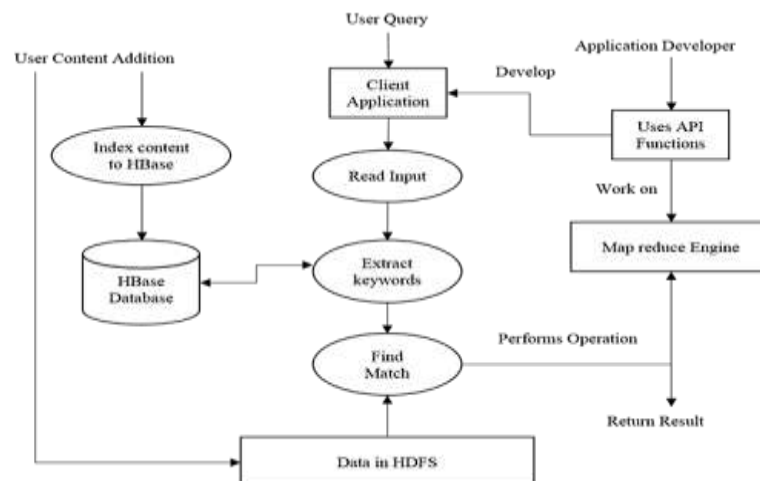 User Query
User Content Addition
Application Developer
Develop
Client
Application
Index content
to HBase
Uses API
Functions
Read Input
Work on
Map reduce Engine
Extract
keywords
HBase
Database
Performs Operation
Find
Match
Return Result
Data in HDFS